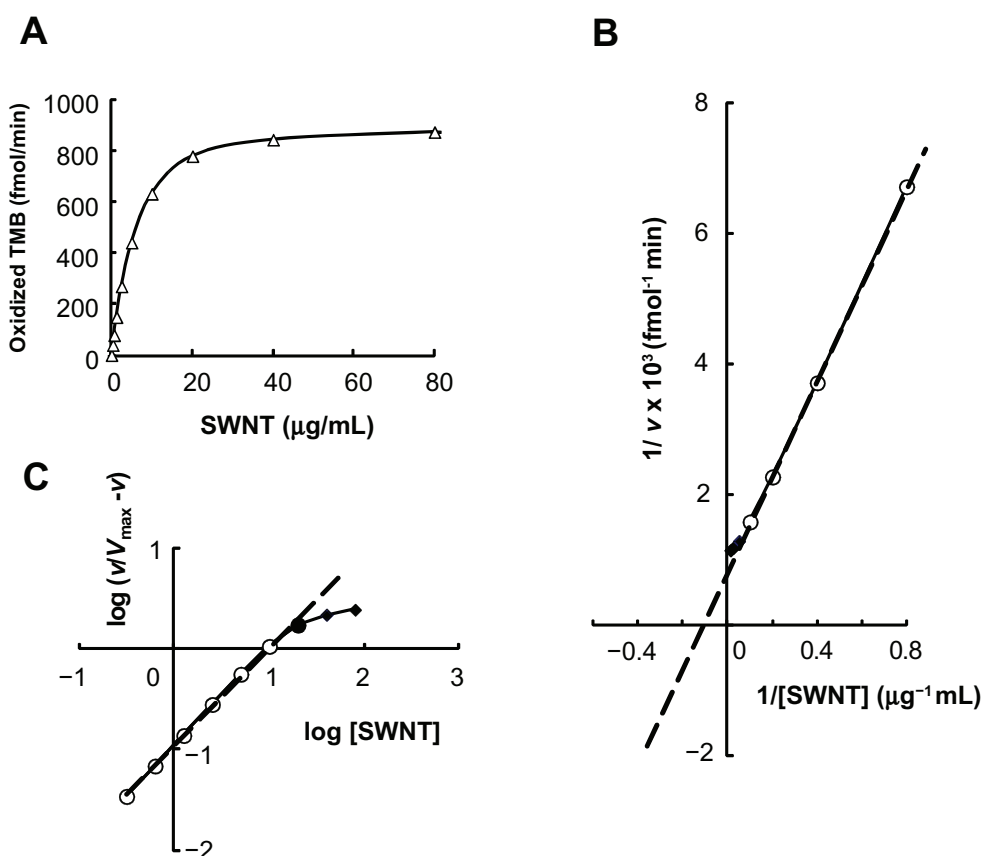 A
Oxidized TMB (fmol/min)
1000
800
600
400
200
0
0 20 40 60 80
SWNT (μg/mL)
B
1/ v x 10³ (fmol⁻¹ min)
8
6
4
2
−2
−0.4 0 0.4 0.8
1/[SWNT] (μg⁻¹ mL)
C
log (v/Vmax -v)
1
−1 0 1 2 3
log [SWNT]
−1
−2